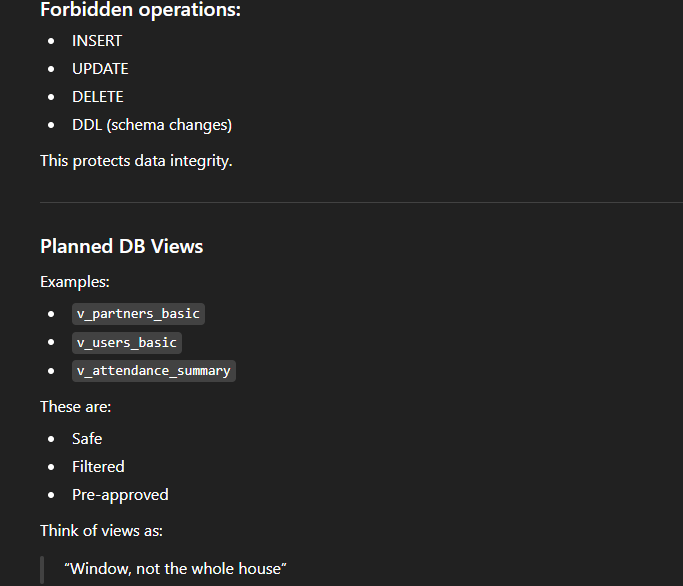 Forbidden operations:
• INSERT
• UPDATE
• DELETE
• DDL (schema changes)
This protects data integrity.
Planned DB Views
Examples:
• v_partners_basic
• v_users_basic
• v_attendance_summary
These are:
• Safe
• Filtered
• Pre-approved
Think of views as:
“Window, not the whole house”